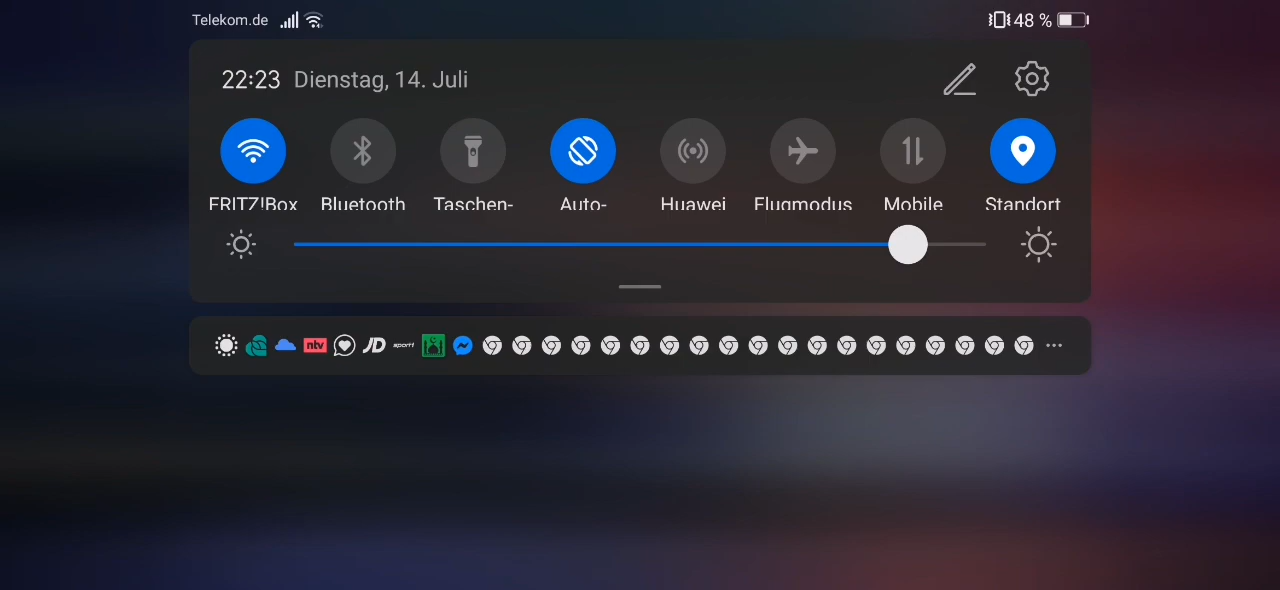 Telekom.de 48 %
22:23 Dienstag, 14. Juli
FRITZ!Box Bluetooth Taschen- Auto- Huawei Flugmodus Mobile Standort
ntv JD sport1